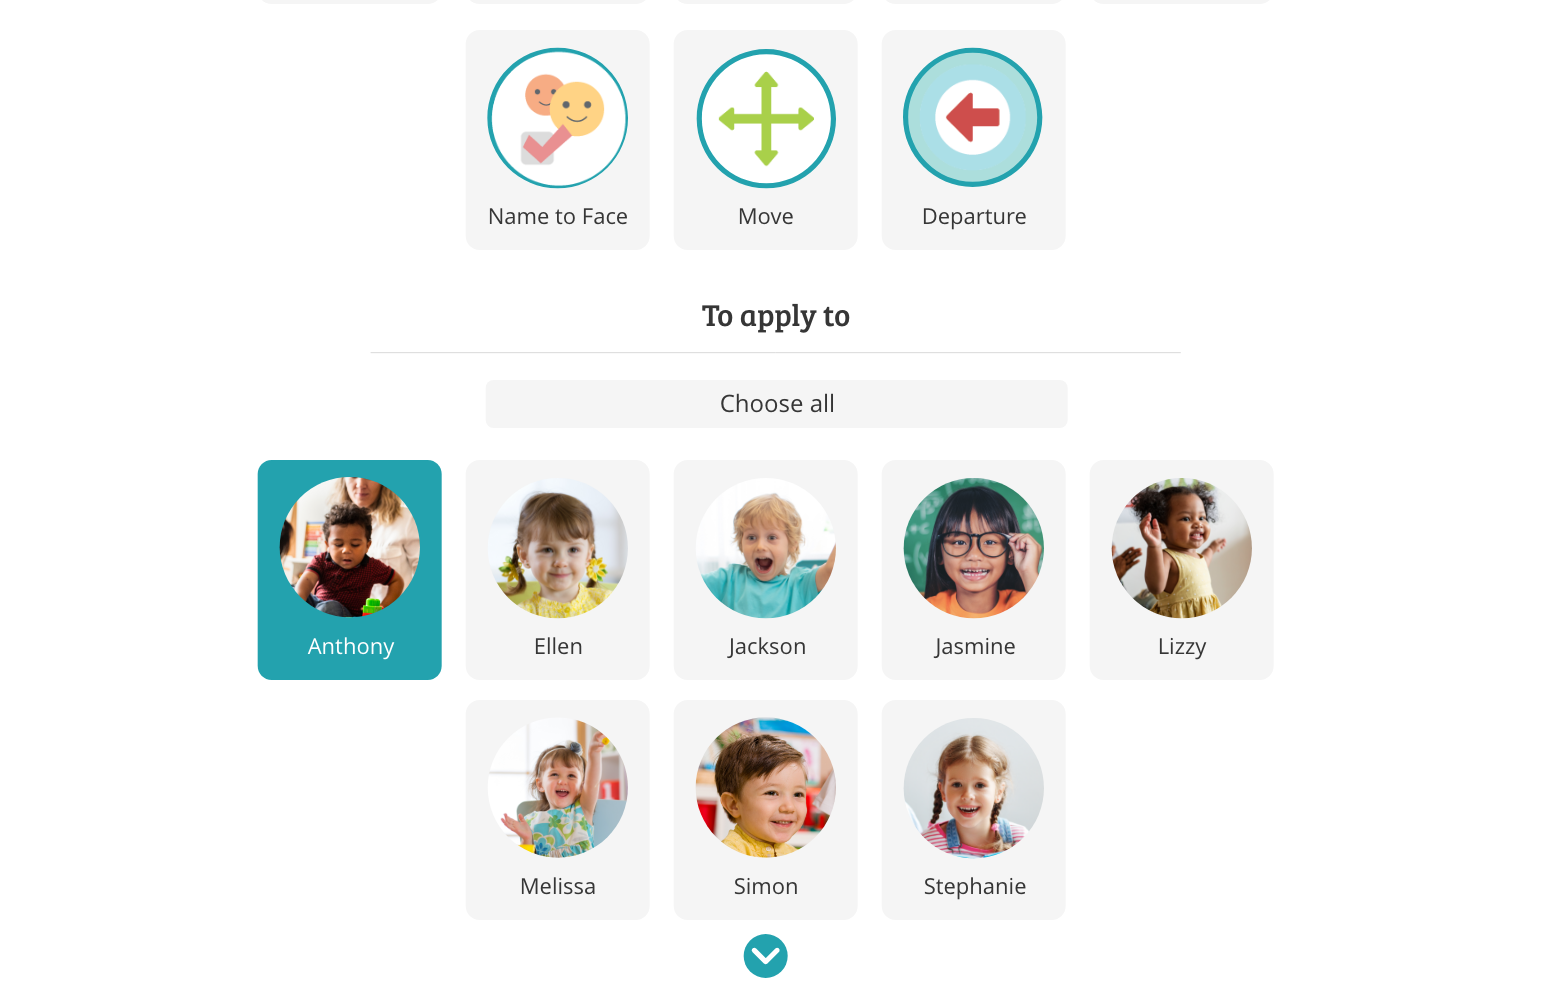 Name to Face
Move
Departure
To apply to
Choose all
Anthony
Ellen
Jackson
Jasmine
Lizzy
Melissa
Simon
Stephanie